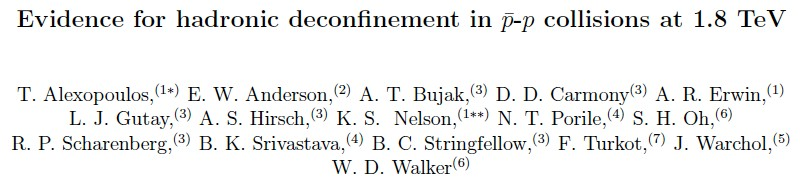 Evidence for hadronic deconfinement in p̄-p collisions at 1.8 TeV
T. Alexopoulos,(1*) E. W. Anderson,(2) A. T. Bujak,(3) D. D. Carmony(3) A. R. Erwin,(1)
L. J. Gutay,(3) A. S. Hirsch,(3) K. S. Nelson,(1**) N. T. Porile,(4) S. H. Oh,(6)
R. P. Scharenberg,(3) B. K. Srivastava,(4) B. C. Stringfellow,(3) F. Turkot,(7) J. Warchol,(5)
W. D. Walker(6)